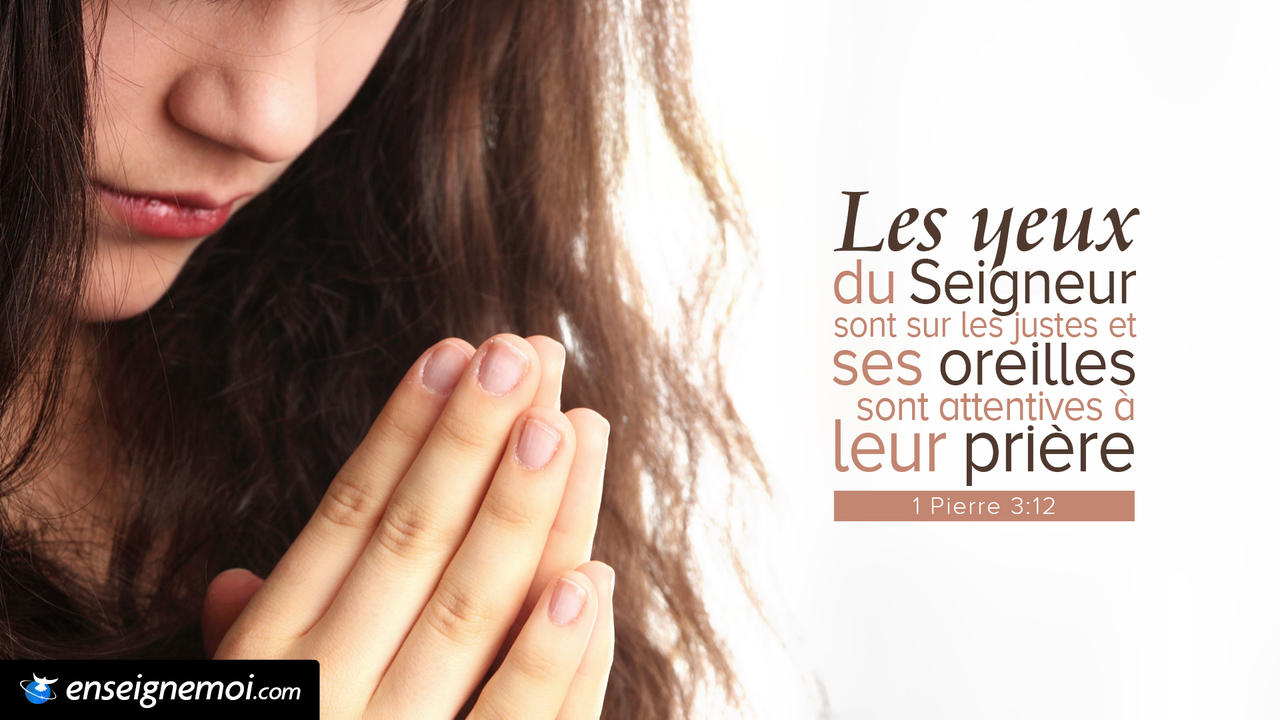 Les yeux
du Seigneur
sont sur les justes et
ses oreilles
sont attentives à
leur prière
1 Pierre 3:12
enseignemoi.com